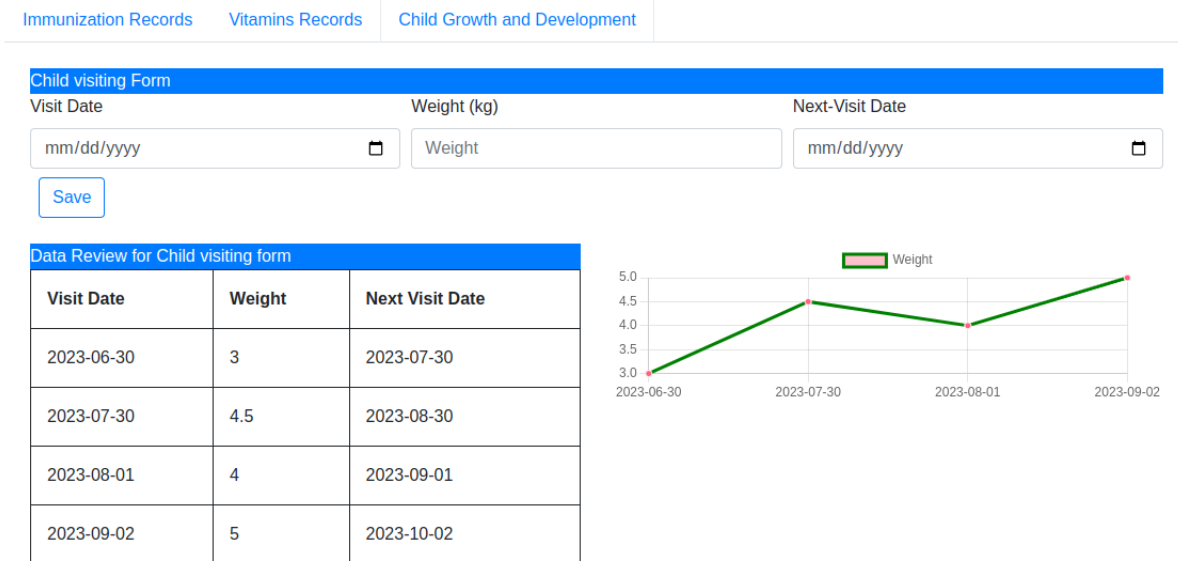 Immunization Records Vitamins Records Child Growth and Development
Child visiting Form
Visit Date Weight (kg) Next-Visit Date
mm/dd/yyyy Weight mm/dd/yyyy
Save
Data Review for Child visiting form
Visit Date Weight Next Visit Date
2023-06-30 3 2023-07-30
2023-07-30 4.5 2023-08-30
2023-08-01 4 2023-09-01
2023-09-02 5 2023-10-02
Weight
5.0
4.5
4.0
3.5
3.0
2023-06-30 2023-07-30 2023-08-01 2023-09-02